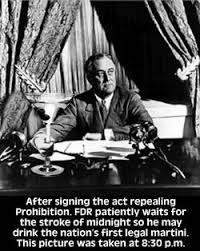 After signing the act repealing
Prohibition. FDR patiently waits for
the stroke of midnight so he may
drink the nation's first legal martini.
This picture was taken at 8:30 p.m.